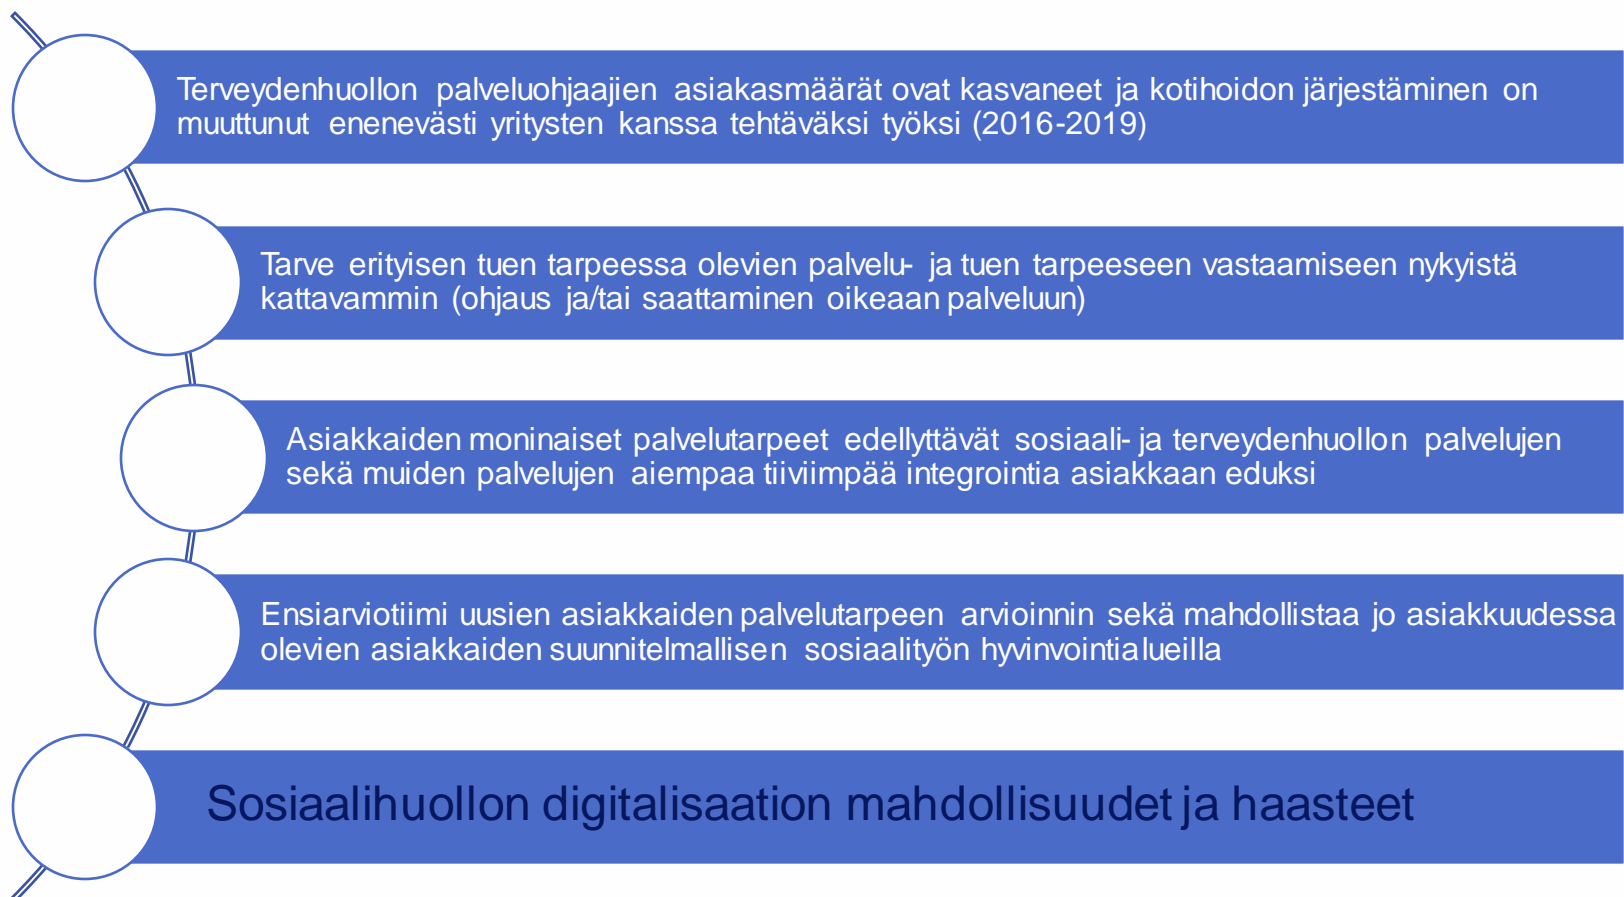 Terveydenhuollon palveluohjaajien asiakasmäärät ovat kasvaneet ja kotihoidon järjestäminen on
muuttunut enenevästi yritysten kanssa tehtäväksi työksi (2016-2019)
Tarve erityisen tuen tarpeessa olevien palvelu- ja tuen tarpeeseen vastaamiseen nykyistä
kattavammin (ohjaus ja/tai saattaminen oikeaan palveluun)
Asiakkaiden moninaiset palvelutarpeet edellyttävät sosiaali- ja terveydenhuollon palvelujen
sekä muiden palvelujen aiempaa tiiviimpää integrointia asiakkaan eduksi
Ensiarviotiimi uusien asiakkaiden palvelutarpeen arvioinnin sekä mahdollistaa jo asiakkuudessa
olevien asiakkaiden suunnitelmallisen sosiaalityön hyvinvointialueilla
Sosiaalihuollon digitalisaation mahdollisuudet ja haasteet